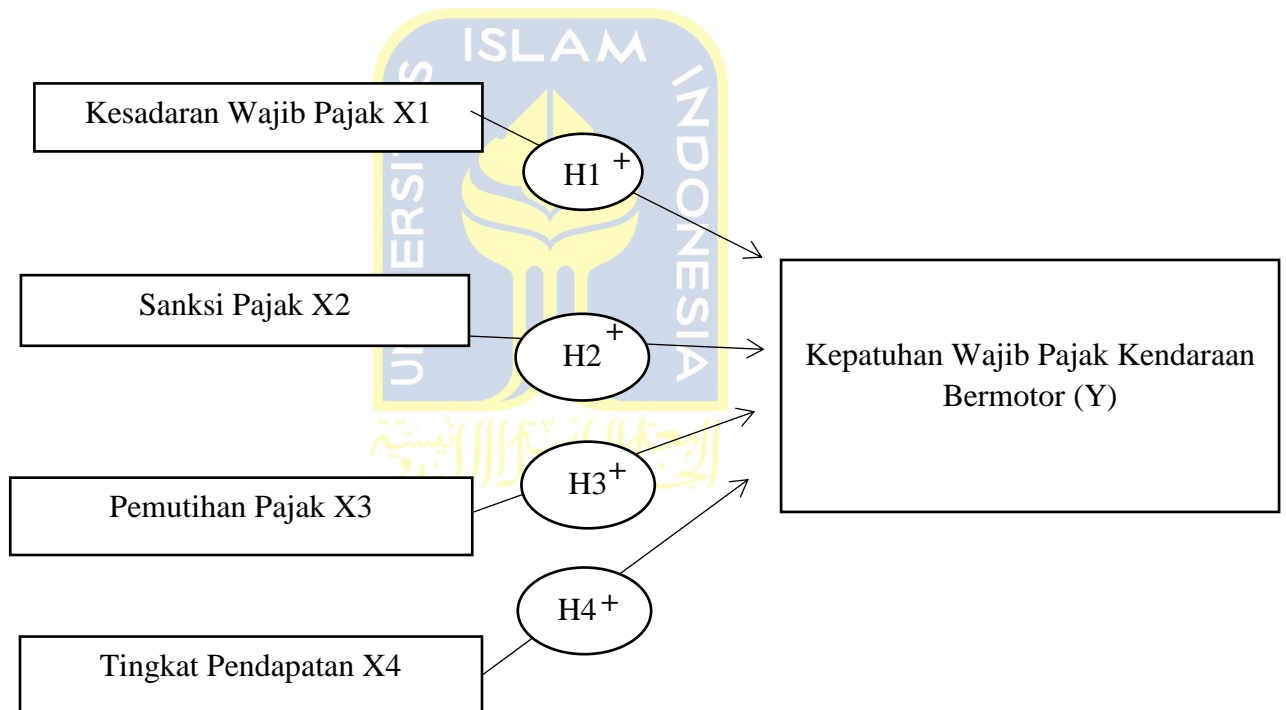 ISLAM
UNIVERSITAS
INDONESIA
Kesadaran Wajib Pajak X1
H1 +
Sanksi Pajak X2
H2 +
Kepatuhan Wajib Pajak Kendaraan
Bermotor (Y)
Pemutihan Pajak X3
H3 +
H4 +
Tingkat Pendapatan X4